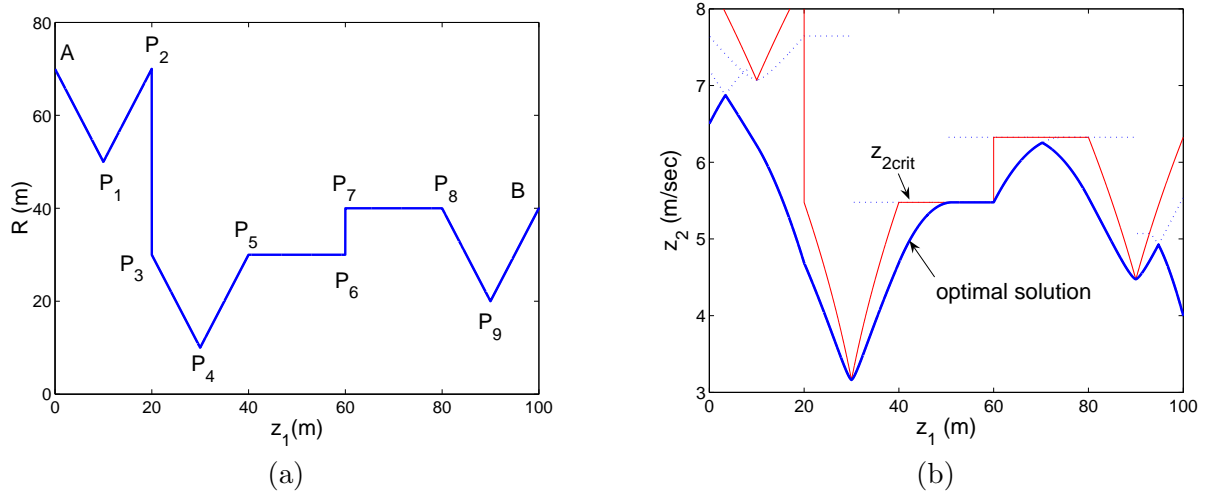 80
60
40
20
0
R (m)
A
P2
P1
P3
P4
P5
P6
P7
P8
P9
B
0 20 40 60 80 100
z1(m)
(a)
8
7
6
5
4
3
z2 (m/sec)
z2crit
optimal solution
0 20 40 60 80 100
z1 (m)
(b)